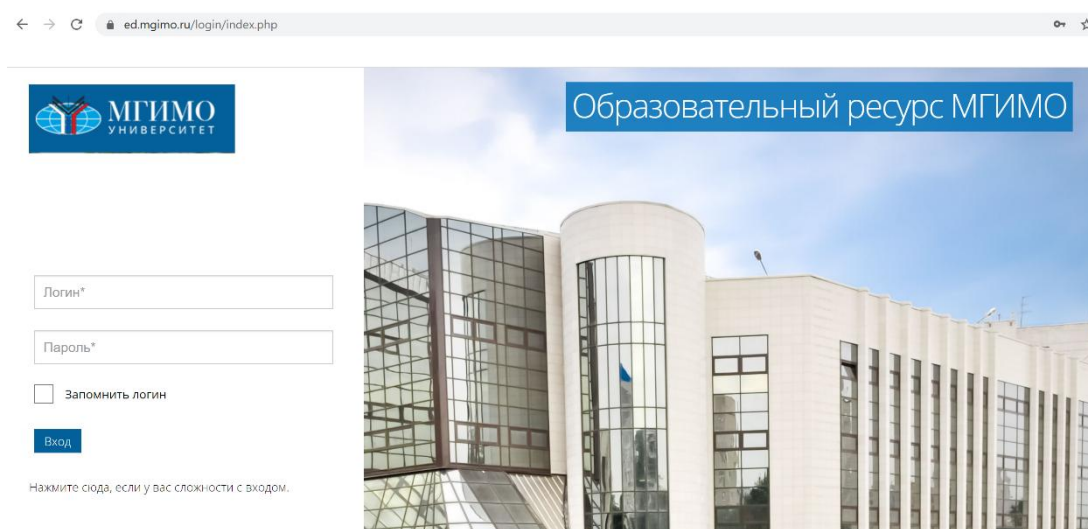 ed.mgimo.ru/login/index.php
МГИМО
УНИВЕРСИТЕТ
Образовательный ресурс МГИМО
Логин*
Пароль*
Запомнить логин
Вход
Нажмите сюда, если у вас сложности с входом.